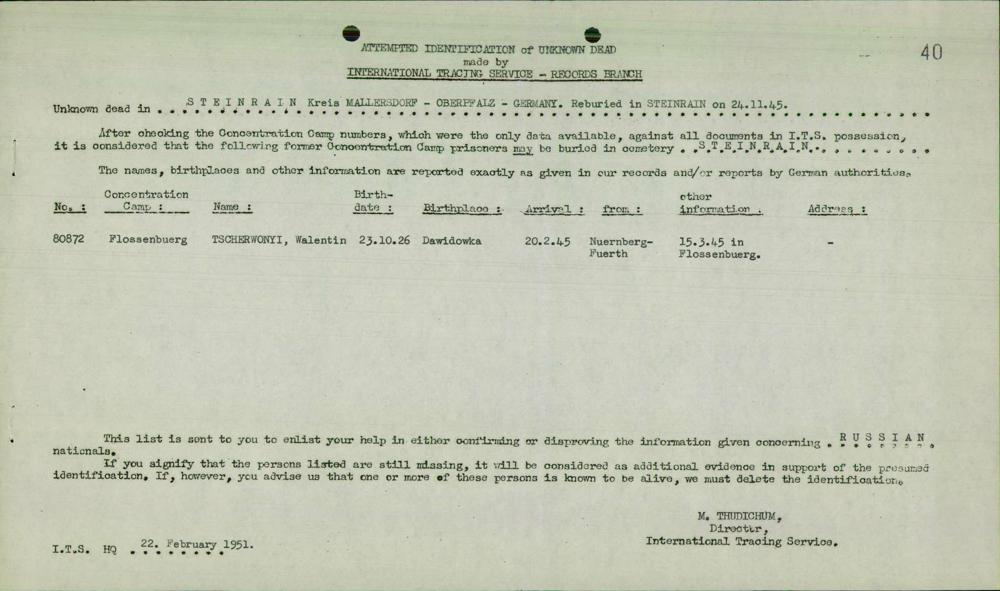 40
ATTEMPTED IDENTIFICATION of UNKNOWN DEAD
made by
INTERNATIONAL TRACING SERVICE - RECORDS BRANCH
Unknown dead in . . . S T E I N R A I N Kreis MALLERSDORF - OBERPFALZ - GERMANY. Reburied in STEINRAIN on 24.11.45.
After checking the Concentration Camp numbers, which were the only data available, against all documents in I.T.S. possession,
it is considered that the following former Concentration Camp prisoners may be buried in cemetery . .S.T.E.I.N.R.A.I.N. . . . . . . . .
The names, birthplaces and other information are reported exactly as given in our records and/or reports by German authorities.
No. : Concentration Camp : Name : Birth-date : Birthplace : Arrival : from : other information : Address :
80872 Flossenbuerg TSCHERWONYI, Walentin 23.10.26 Dawidowka 20.2.45 Nuernberg- 15.3.45 in -
Fuerth Flossenbuerg.
This list is sent to you to enlist your help in either confirming or disproving the information given concerning . R U S S I A N .
nationals.
If you signify that the persons listed are still missing, it will be considered as additional evidence in support of the presumed
identification. If, however, you advise us that one or more of these persons is known to be alive, we must delete the identification.
M. THUDICHUM,
Director,
International Tracing Service.
I.T.S. HQ . 22. February 1951.